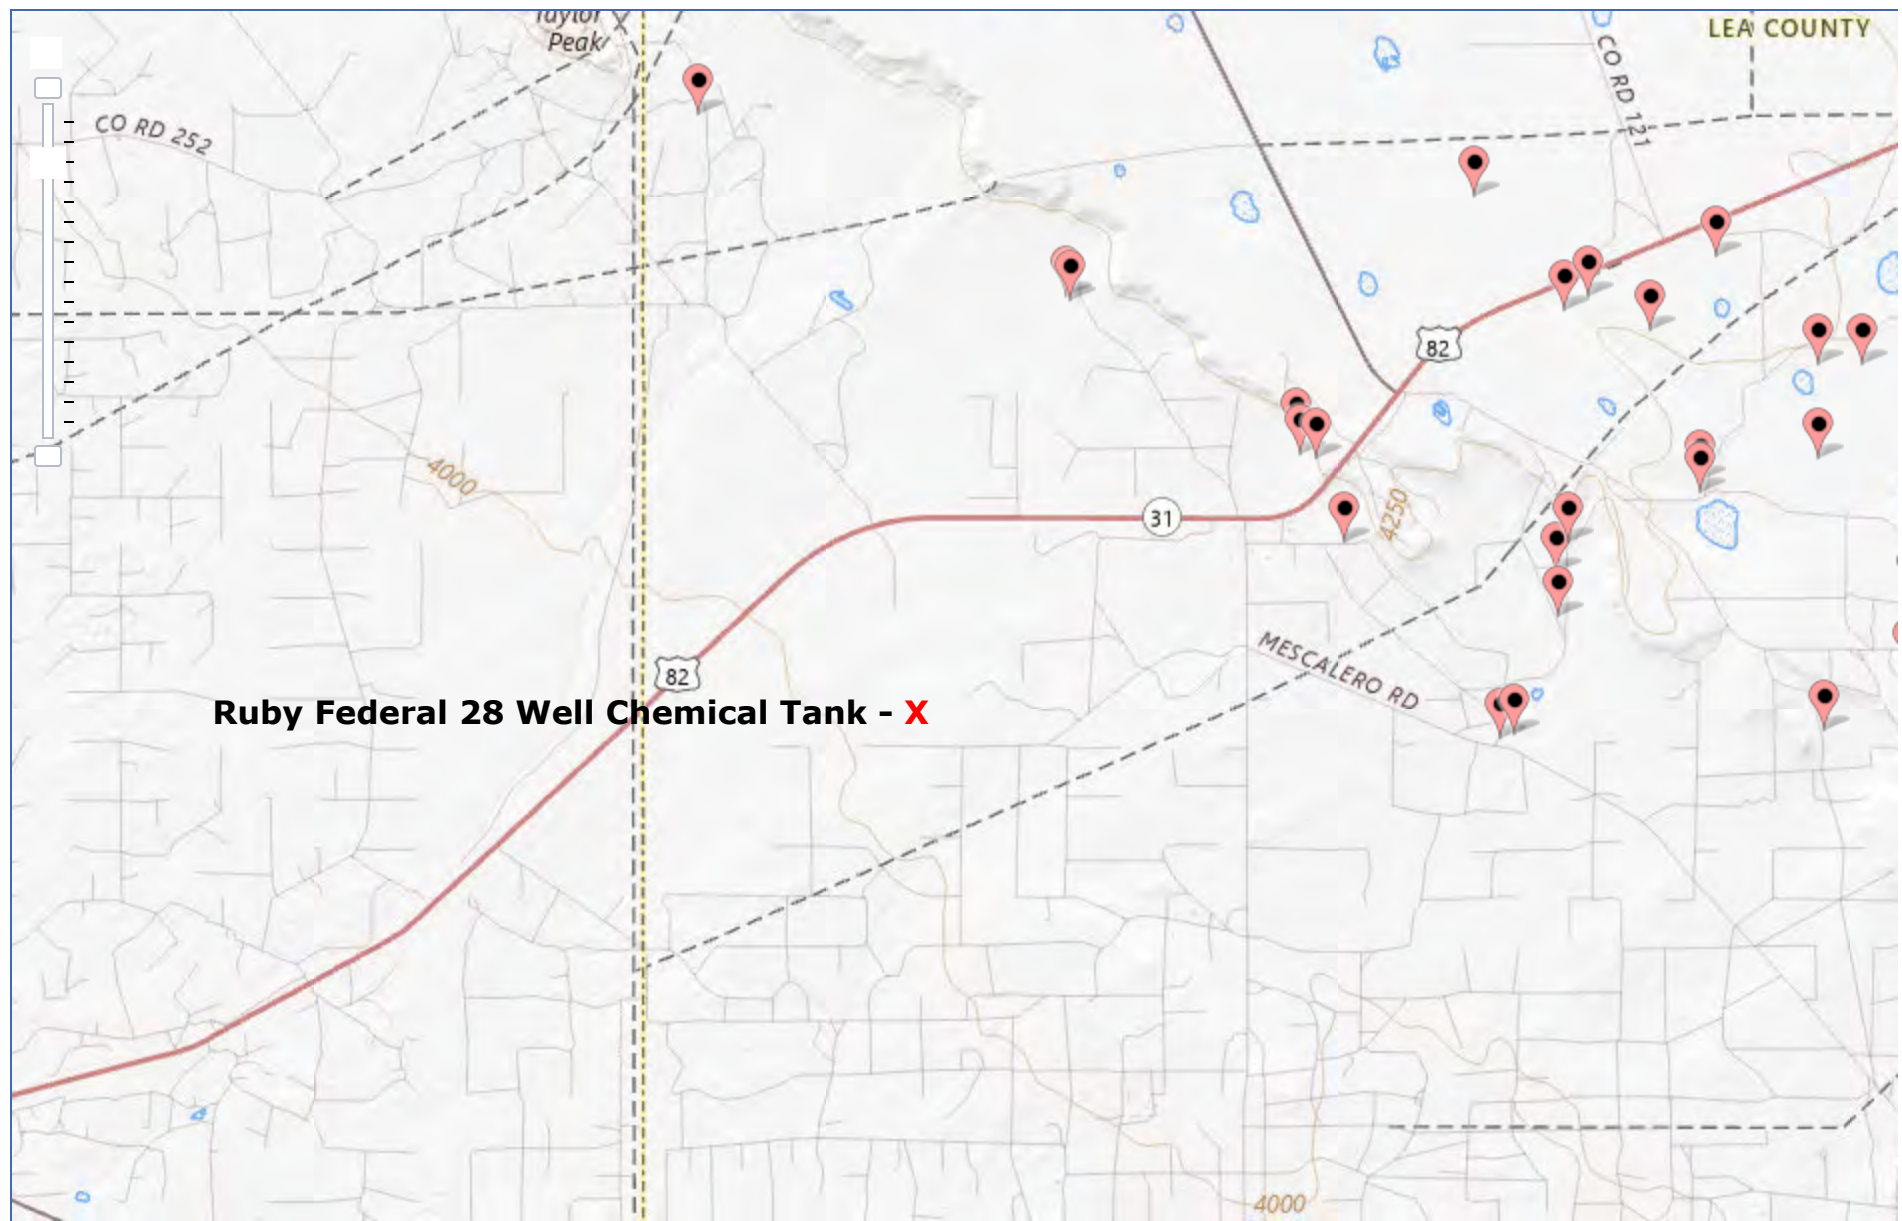 Taylor
Peak
LEA COUNTY
CO RD 121
CO RD 252
82
4000
31
4250
MESCALERO RD
82
Ruby Federal 28 Well Chemical Tank - X
4000